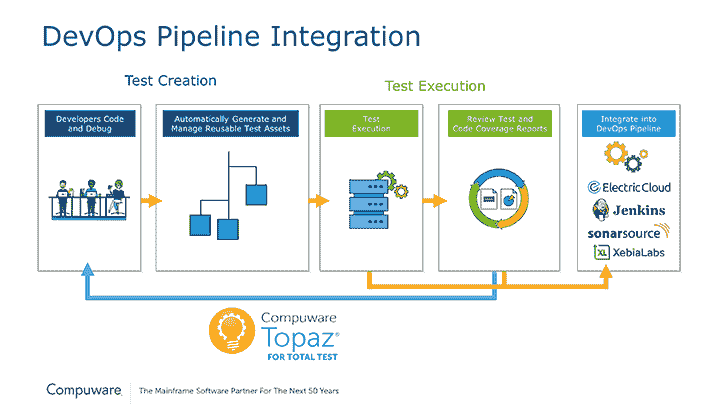 DevOps Pipeline Integration
Test Creation
Test Execution
Developers Code
and Debug
Automatically Generate and
Manage Reusable Test Assets
Test
Execution
Review Test and
Code Coverage Reports
Integrate into
DevOps Pipeline
ElectricCloud
Jenkins
sonarsource
XL XebiaLabs
Compuware
Topaz®
FOR TOTAL TEST
Compuware.
The Mainframe Software Partner For The Next 50 Years